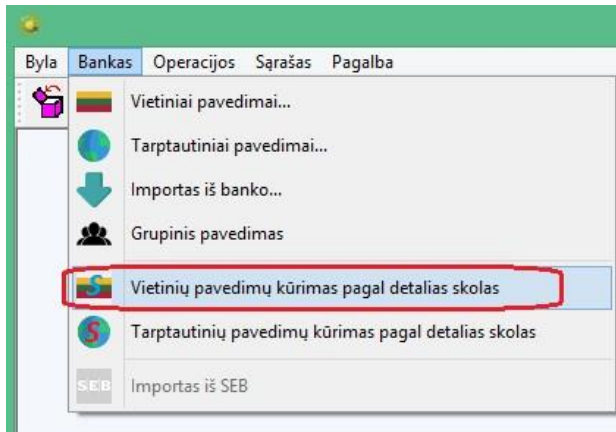 Byla Bankas Operacijos Sąrašas Pagalba
Vietiniai pavedimai...
Tarptautiniai pavedimai...
Importas iš banko...
Grupinis pavedimas
S Vietinių pavedimų kūrimas pagal detalias skolas
S Tarptautinių pavedimų kūrimas pagal detalias skolas
SEB Importas iš SEB